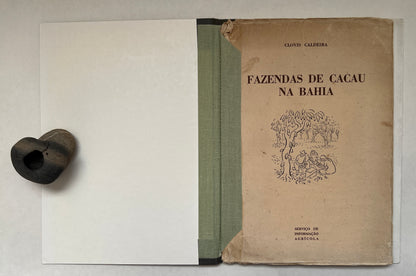 CLOVIS CALDEIRA
FAZENDAS DE CACAU
NA BAHIA
SERVIÇO DE
INFORMAÇÃO
AGRÍCOLA